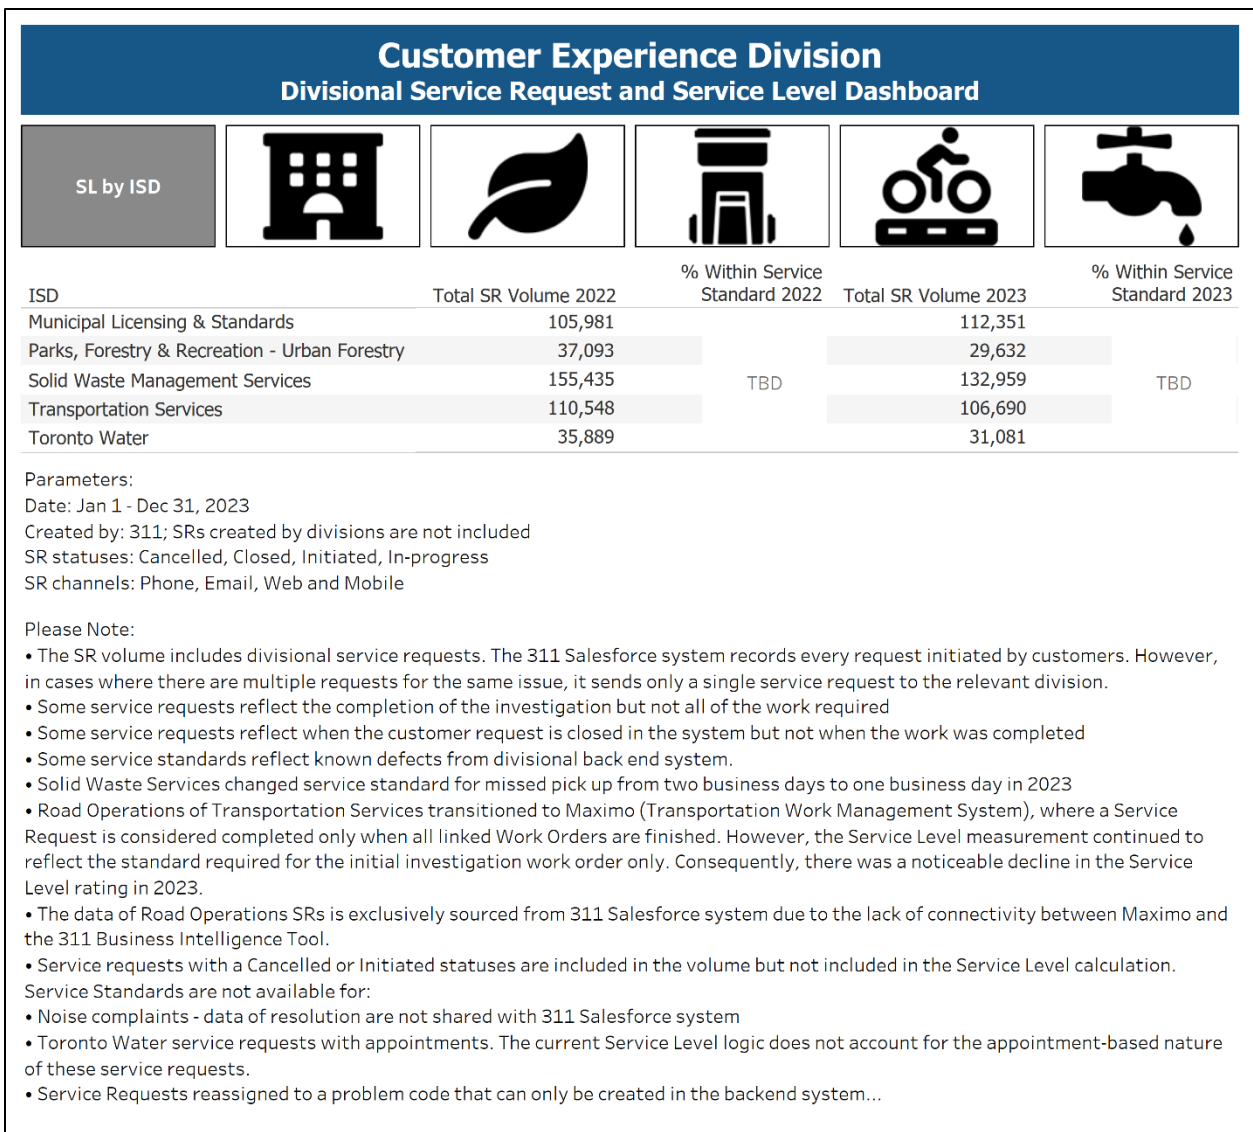 Customer Experience Division
Divisional Service Request and Service Level Dashboard
SL by ISD
ISD Total SR Volume 2022 % Within Service Standard 2022 Total SR Volume 2023 % Within Service Standard 2023
Municipal Licensing & Standards 105,981 112,351
Parks, Forestry & Recreation - Urban Forestry 37,093 29,632
Solid Waste Management Services 155,435 TBD 132,959 TBD
Transportation Services 110,548 106,690
Toronto Water 35,889 31,081
Parameters:
Date: Jan 1 - Dec 31, 2023
Created by: 311; SRs created by divisions are not included
SR statuses: Cancelled, Closed, Initiated, In-progress
SR channels: Phone, Email, Web and Mobile
Please Note:
• The SR volume includes divisional service requests. The 311 Salesforce system records every request initiated by customers. However,
in cases where there are multiple requests for the same issue, it sends only a single service request to the relevant division.
• Some service requests reflect the completion of the investigation but not all of the work required
• Some service requests reflect when the customer request is closed in the system but not when the work was completed
• Some service standards reflect known defects from divisional back end system.
• Solid Waste Services changed service standard for missed pick up from two business days to one business day in 2023
• Road Operations of Transportation Services transitioned to Maximo (Transportation Work Management System), where a Service
Request is considered completed only when all linked Work Orders are finished. However, the Service Level measurement continued to
reflect the standard required for the initial investigation work order only. Consequently, there was a noticeable decline in the Service
Level rating in 2023.
• The data of Road Operations SRs is exclusively sourced from 311 Salesforce system due to the lack of connectivity between Maximo and
the 311 Business Intelligence Tool.
• Service requests with a Cancelled or Initiated statuses are included in the volume but not included in the Service Level calculation.
Service Standards are not available for:
• Noise complaints - data of resolution are not shared with 311 Salesforce system
• Toronto Water service requests with appointments. The current Service Level logic does not account for the appointment-based nature
of these service requests.
• Service Requests reassigned to a problem code that can only be created in the backend system...